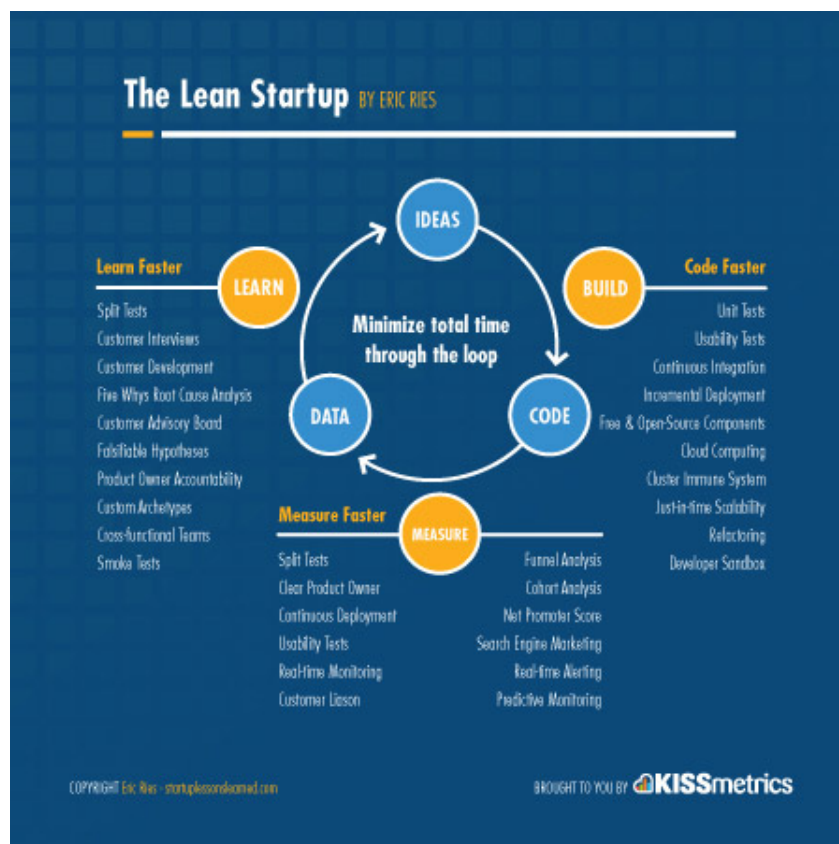 The Lean Startup BY ERIC RIES
IDEAS
LEARN
BUILD
Minimize total time
through the loop
DATA
CODE
MEASURE
Learn Faster
Split Tests
Customer Interviews
Customer Development
Five Whys Root Cause Analysis
Customer Advisory Board
Falsifiable Hypotheses
Product Owner Accountability
Custom Archetypes
Cross-functional Teams
Smoke Tests
Code Faster
Unit Tests
Usability Tests
Continuous Integration
Incremental Deployment
Free & Open-Source Components
Cloud Computing
Cluster Immune System
Just-in-time Scalability
Refactoring
Developer Sandbox
Measure Faster
Split Tests
Clear Product Owner
Continuous Deployment
Usability Tests
Real-time Monitoring
Customer Liason
Funnel Analysis
Cohort Analysis
Net Promoter Score
Search Engine Marketing
Real-time Alerting
Predictive Monitoring
COPYRIGHT Eric Ries - startuplessonslearned.com
BROUGHT TO YOU BY KISSmetrics